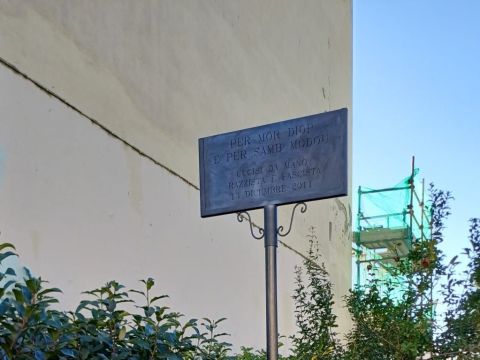 PER MOR DIOP
E PER SAMB MODOU
UCCISI DA MANO
RAZZISTA E FASCISTA
13 DICEMBRE 2011